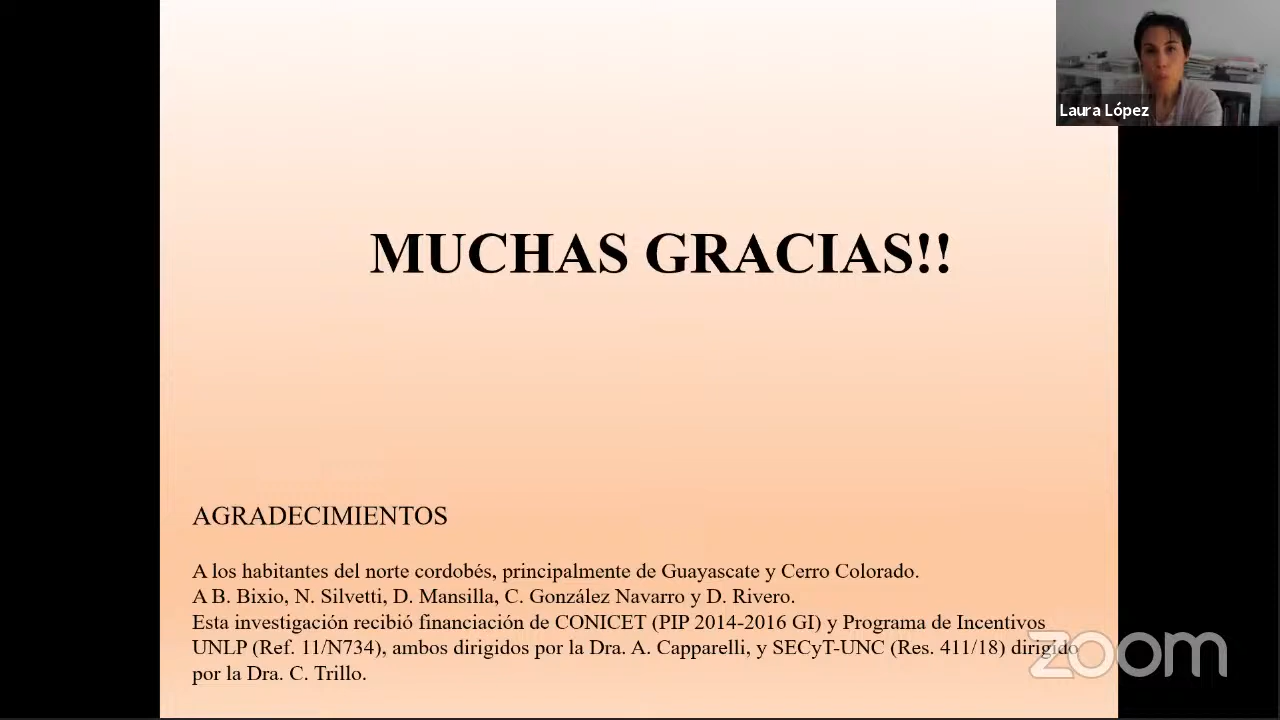 Laura López
MUCHAS GRACIAS!!
AGRADECIMIENTOS
A los habitantes del norte cordobés, principalmente de Guayascate y Cerro Colorado.
A B. Bixio, N. Silvetti, D. Mansilla, C. González Navarro y D. Rivero.
Esta investigación recibió financiación de CONICET (PIP 2014-2016 GI) y Programa de Incentivos
UNLP (Ref. 11/N734), ambos dirigidos por la Dra. A. Capparelli, y SECyT-UNC (Res. 411/18) dirigido
por la Dra. C. Trillo.
zoom